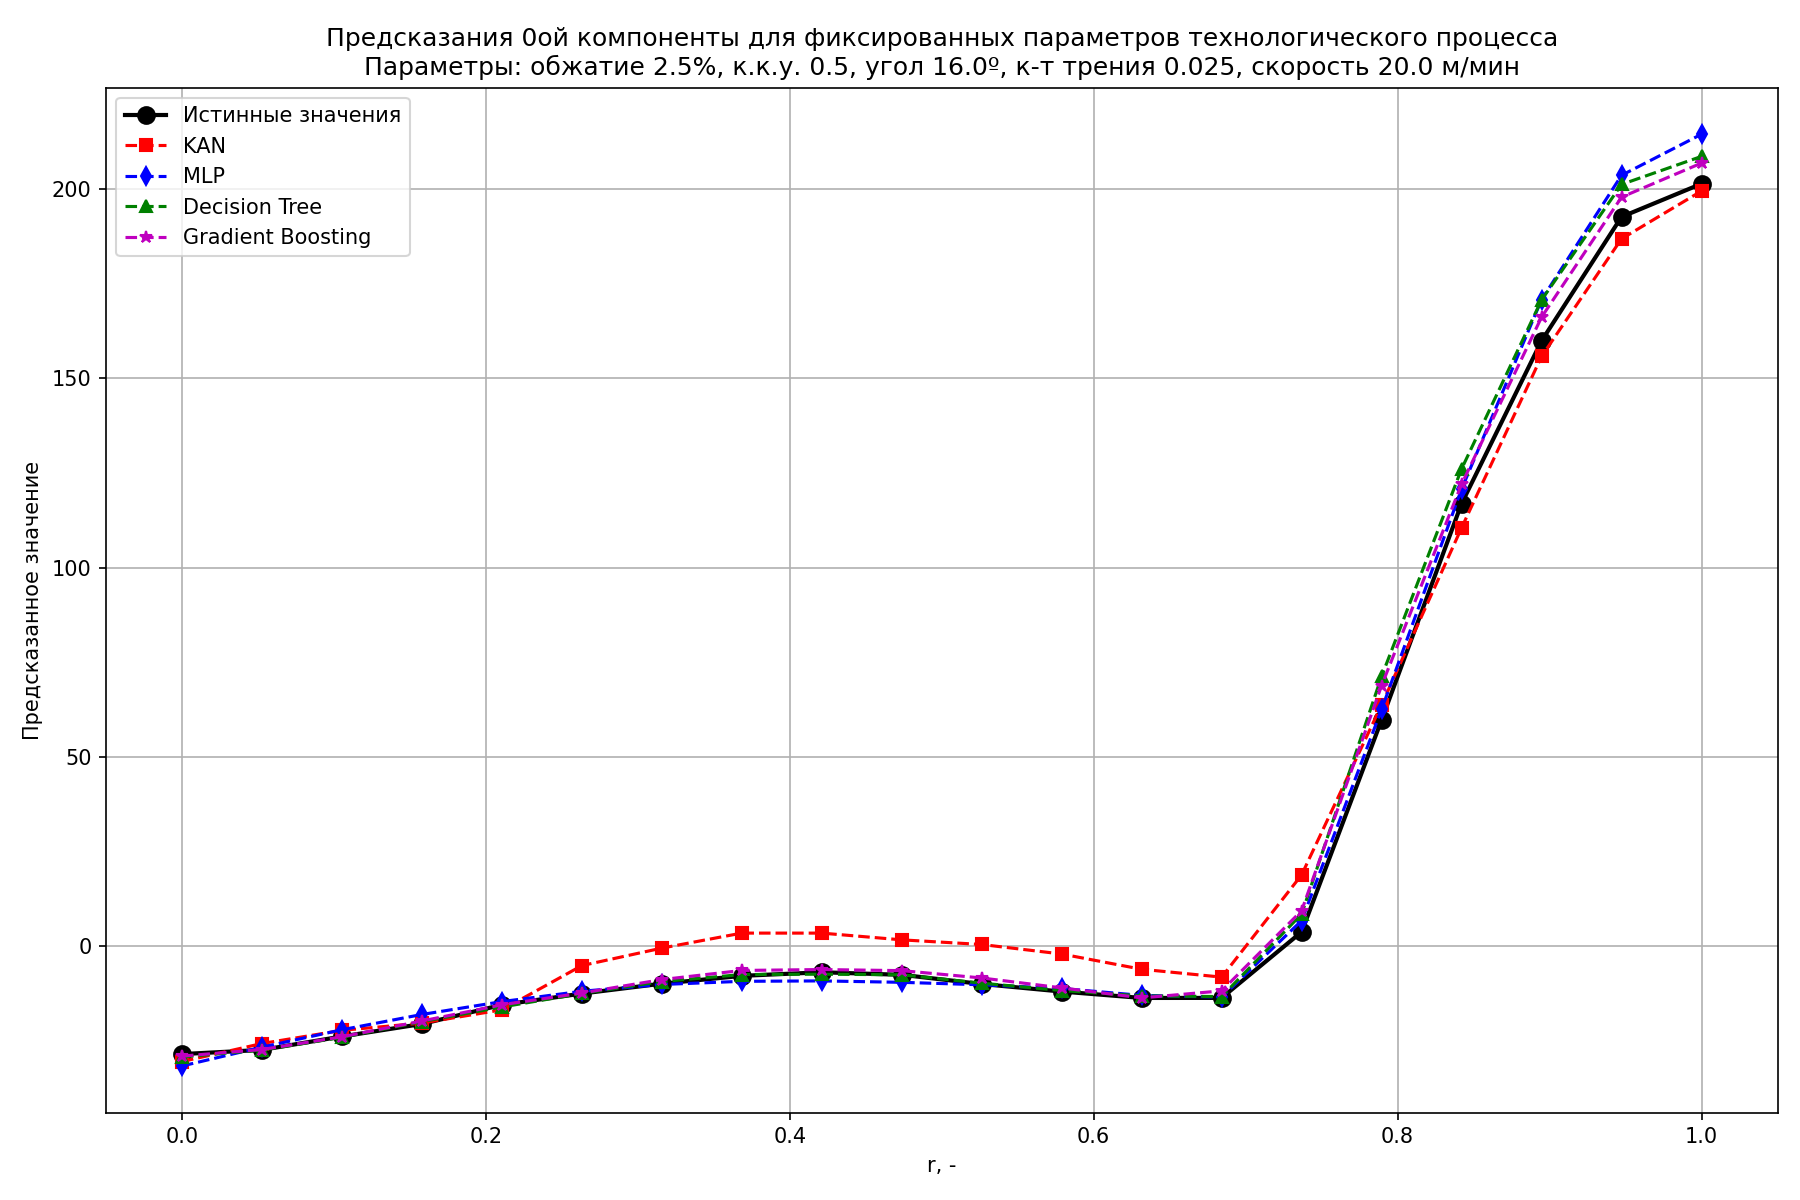 Предсказания 0ой компоненты для фиксированных параметров технологического процесса
Параметры: обжатие 2.5%, к.к.у. 0.5, угол 16.0º, к-т трения 0.025, скорость 20.0 м/мин
Истинные значения
KAN
MLP
Decision Tree
Gradient Boosting
Предсказанное значение
200
150
100
50
0
0.0
0.2
0.4
0.6
0.8
1.0
r, -